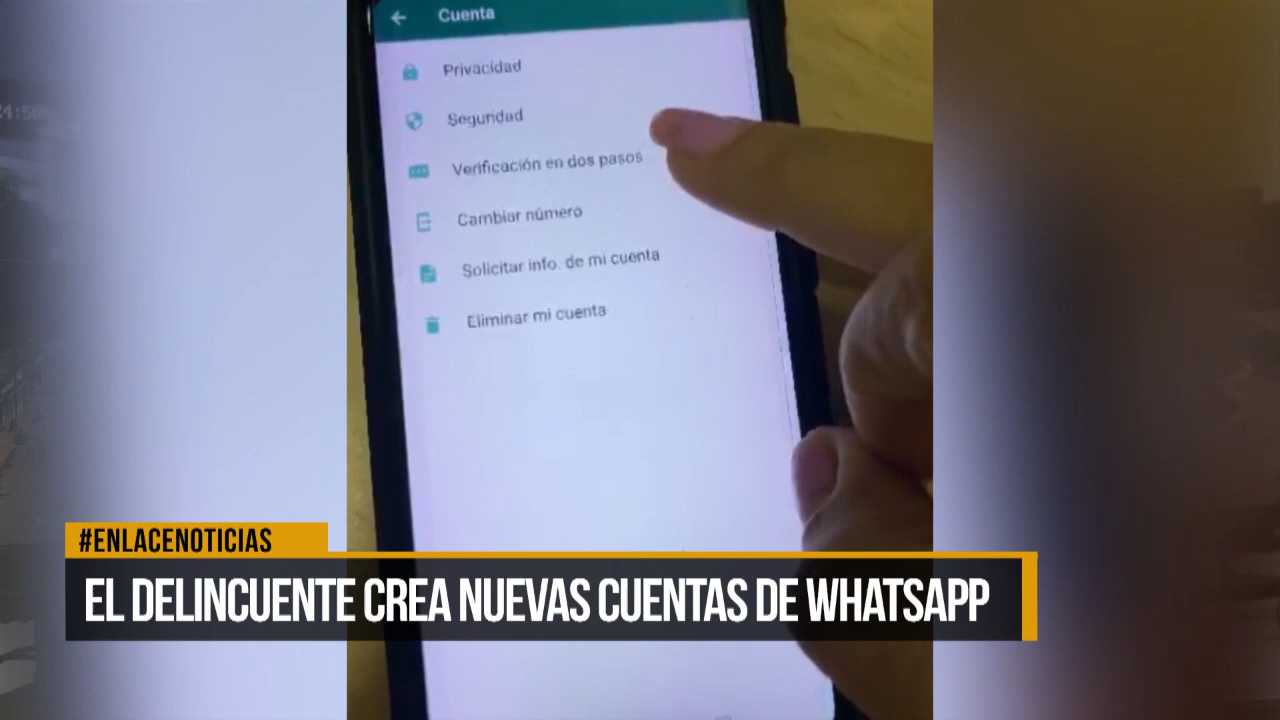 Cuenta
Privacidad
Seguridad
Verificación en dos pasos
Cambiar número
Solicitar info. de mi cuenta
Eliminar mi cuenta
#ENLACENOTICIAS
EL DELINCUENTE CREA NUEVAS CUENTAS DE WHATSAPP